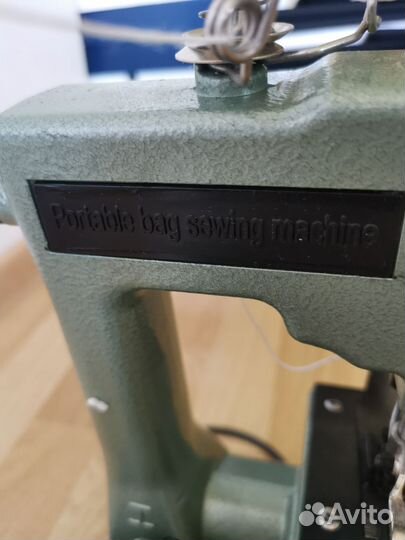 Portable bag sewing machine
H
Avito